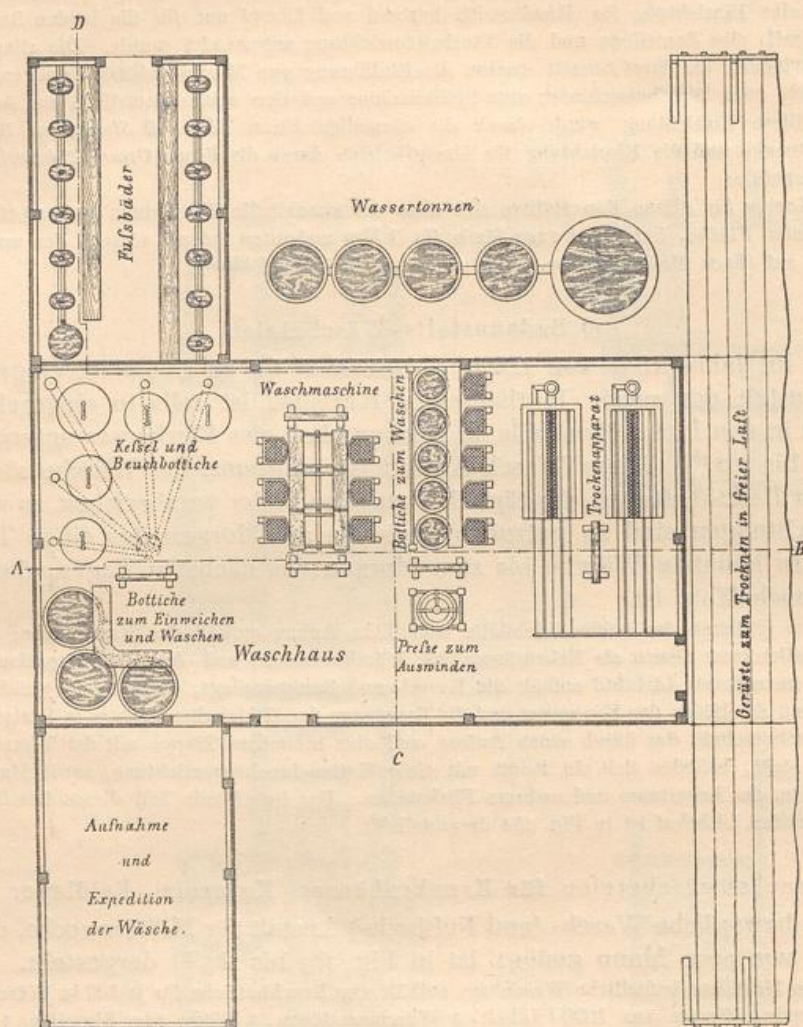 D
Fuſsbäder
Wassertonnen
Waschmaschine
Keſsel und
Beuchbottiche
Bottiche zum Waschen
Trockenapparat
Gerüste zum Trocknen in freier Luft
A
B
Bottiche
zum Einweichen
und Waschen
Waschhaus
Preſse zum
Auswinden
C
Aufnahme
und
Expedition
der Wäsche.